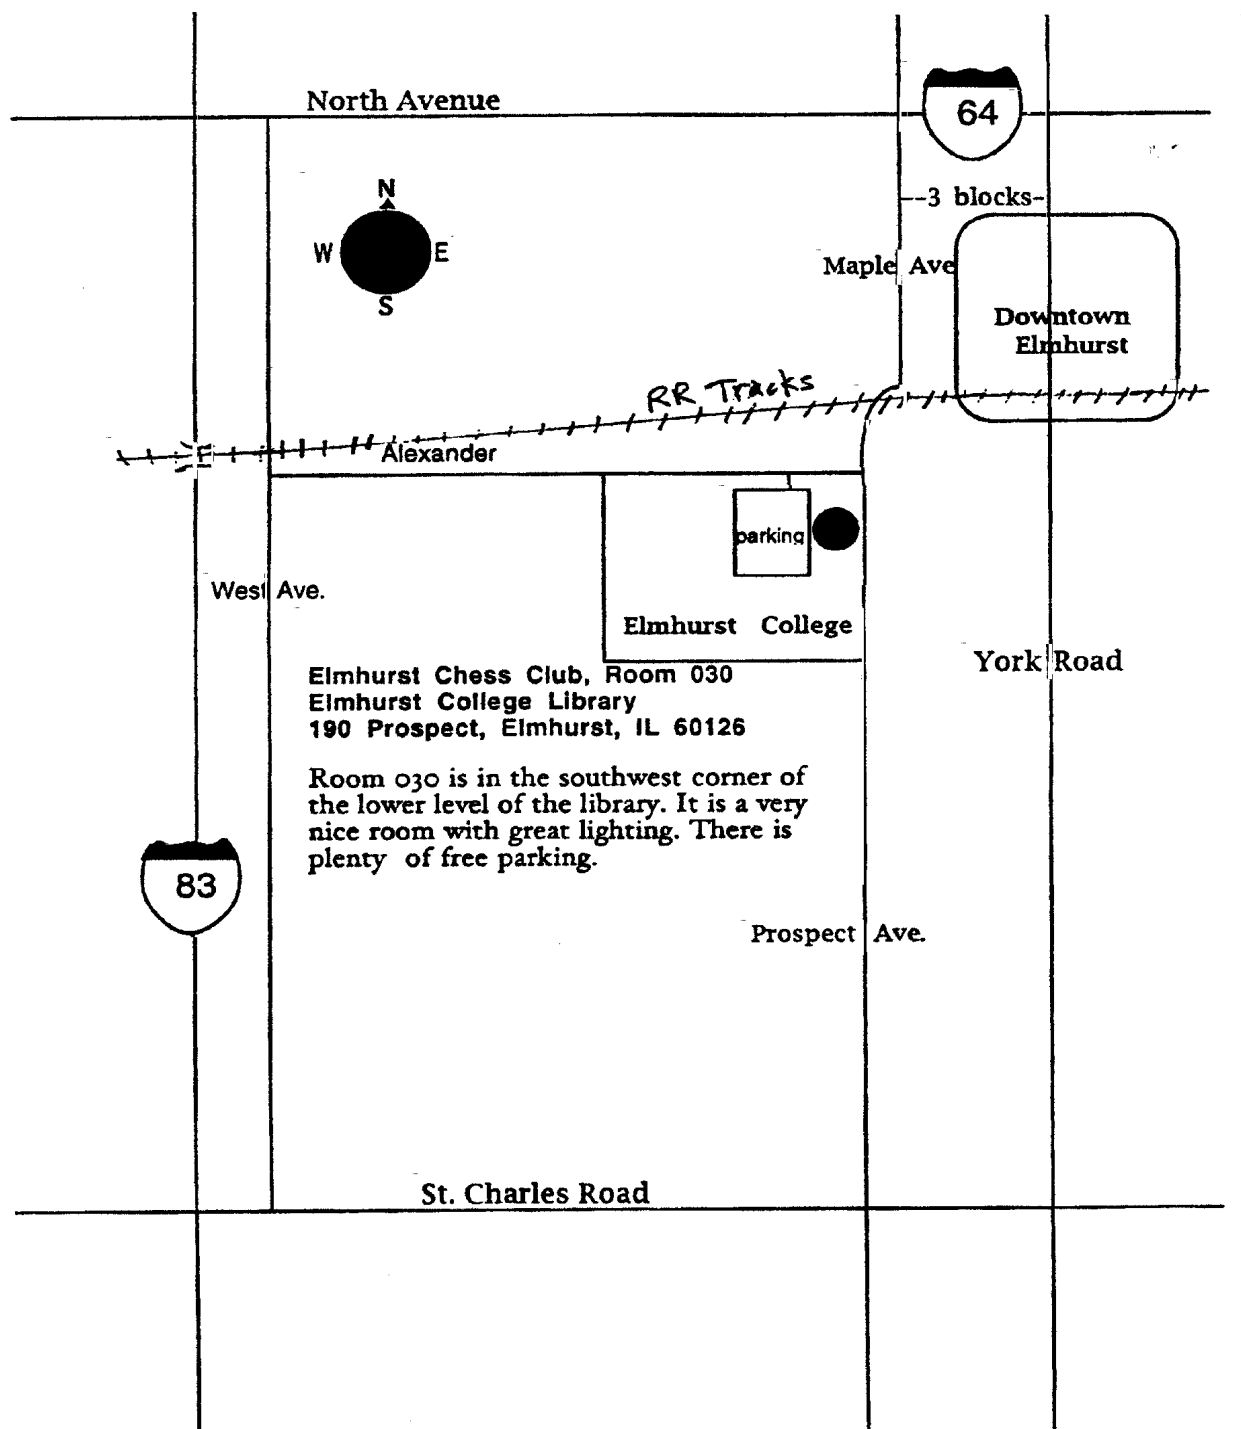 North Avenue
64
N
W E
S
--3 blocks-
Maple Ave
Downtown
Elmhurst
RR Tracks
Alexander
parking
West Ave.
Elmhurst College
York Road
Elmhurst Chess Club, Room 030
Elmhurst College Library
190 Prospect, Elmhurst, IL 60126
Room 030 is in the southwest corner of
the lower level of the library. It is a very
nice room with great lighting. There is
plenty of free parking.
83
Prospect Ave.
St. Charles Road